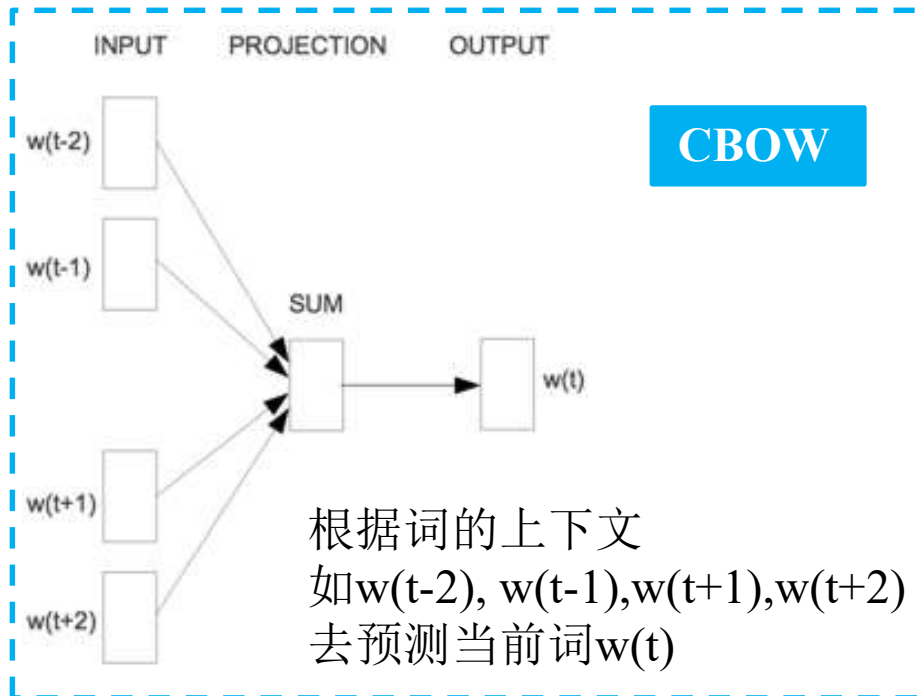 INPUT PROJECTION OUTPUT
w(t-2)
CBOW
w(t-1)
SUM
w(t)
w(t+1)
w(t+2)
根据词的上下文
如w(t-2), w(t-1),w(t+1),w(t+2)
去预测当前词w(t)